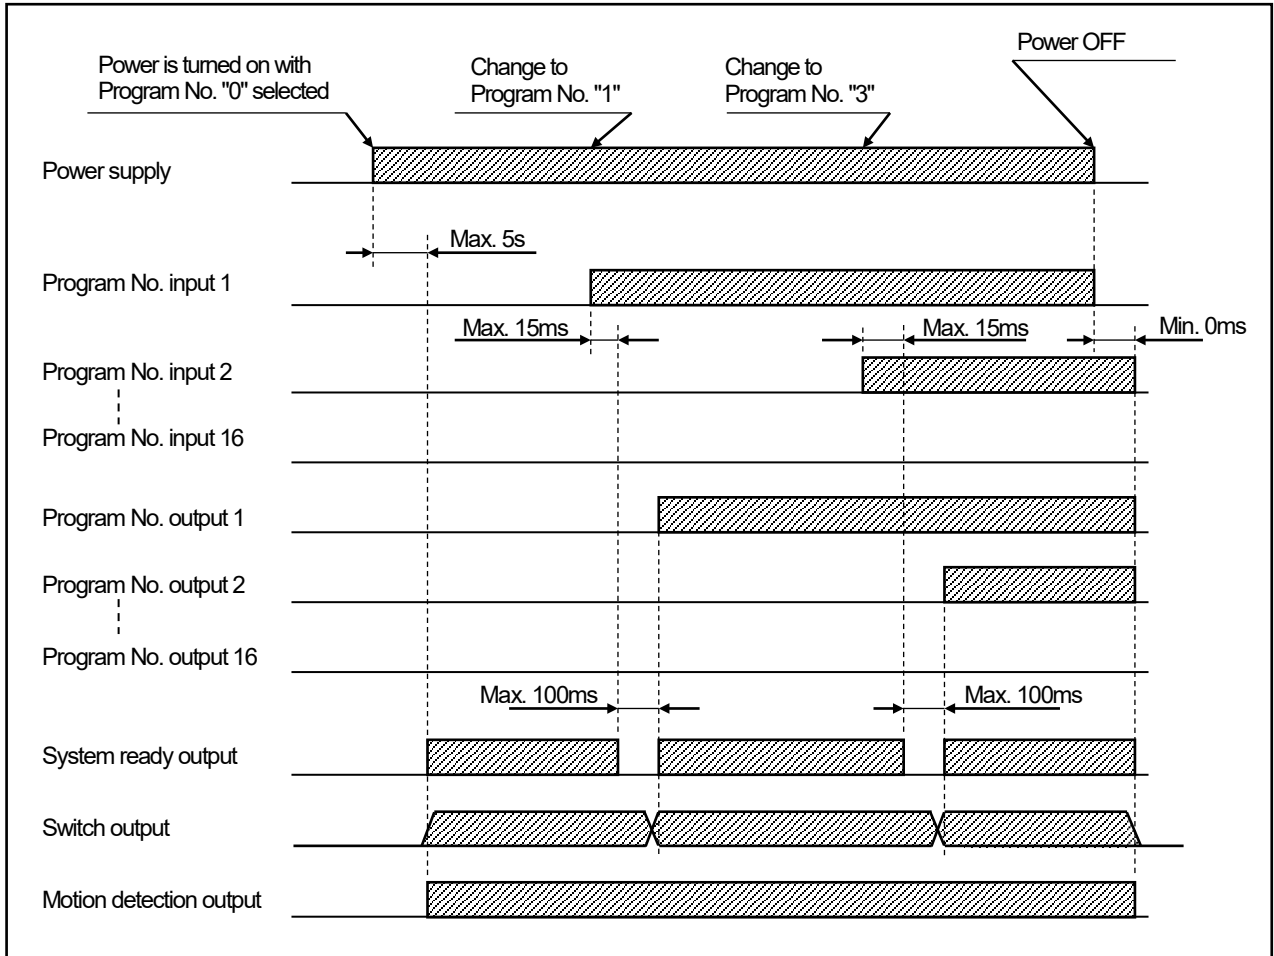 Power is turned on with
Program No. "0" selected
Change to
Program No. "1"
Change to
Program No. "3"
Power OFF
Power supply
Max. 5s
Program No. input 1
Max. 15ms
Max. 15ms
Min. 0ms
Program No. input 2
Program No. input 16
Program No. output 1
Program No. output 2
Program No. output 16
Max. 100ms
Max. 100ms
System ready output
Switch output
Motion detection output